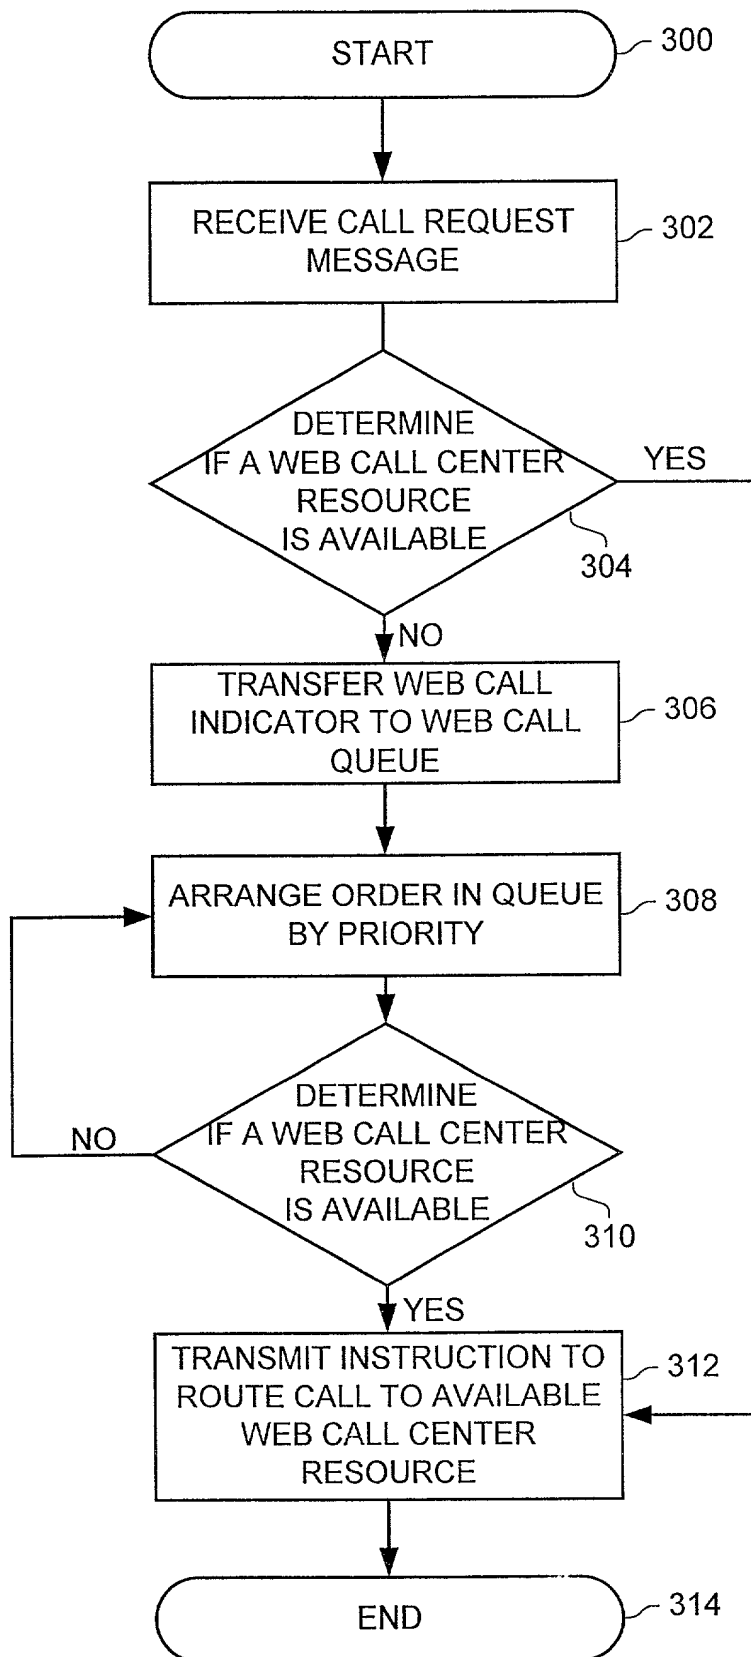 START
300
RECEIVE CALL REQUEST
MESSAGE
302
DETERMINE
IF A WEB CALL CENTER
RESOURCE
IS AVAILABLE
YES
304
NO
TRANSFER WEB CALL
INDICATOR TO WEB CALL
QUEUE
306
ARRANGE ORDER IN QUEUE
BY PRIORITY
308
DETERMINE
IF A WEB CALL CENTER
RESOURCE
IS AVAILABLE
NO
310
YES
TRANSMIT INSTRUCTION TO
ROUTE CALL TO AVAILABLE
WEB CALL CENTER
RESOURCE
312
END
314